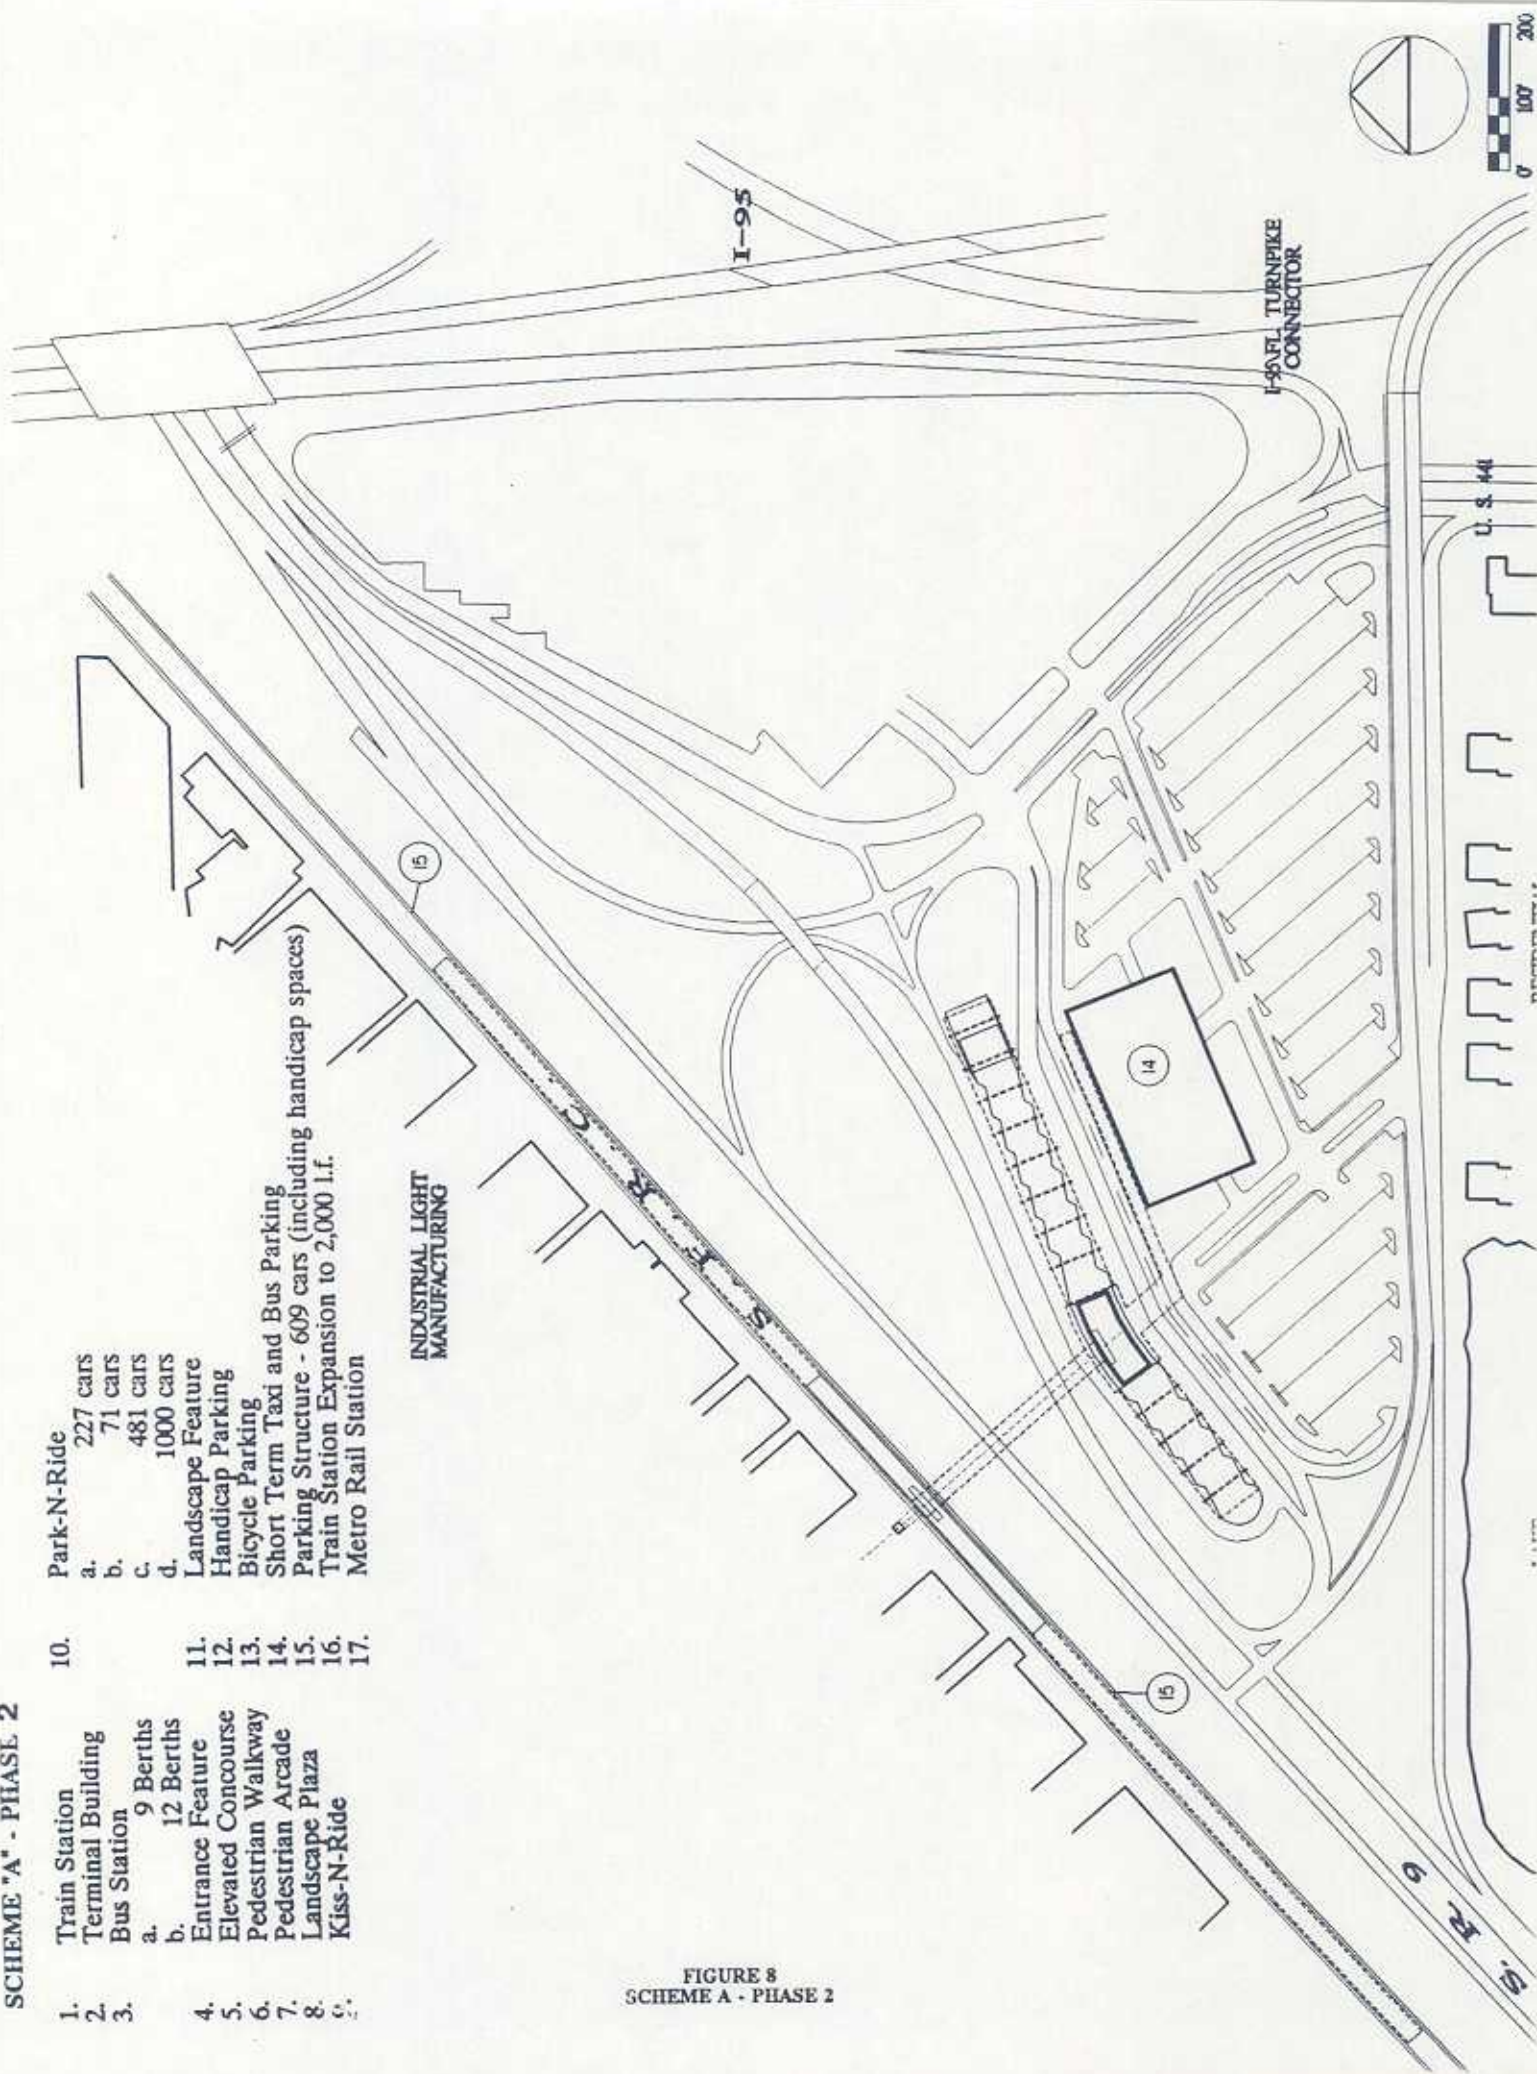 SCHEME "A" - PHASE 2
1. Train Station
2. Terminal Building
3. Bus Station
a. 9 Berths
b. 12 Berths
4. Entrance Feature
5. Elevated Concourse
6. Pedestrian Walkway
7. Pedestrian Arcade
8. Landscape Plaza
Kiss-N-Ride
10. Park-N-Ride
a. 227 cars
b. 71 cars
c. 481 cars
d. 1000 cars
11. Landscape Feature
12. Handicap Parking
13. Bicycle Parking
14. Short Term Taxi and Bus Parking
15. Parking Structure - 609 cars (including handicap spaces)
16. Train Station Expansion to 2,000 l.f.
17. Metro Rail Station
INDUSTRIAL LIGHT
MANUFACTURING
I-95
15
S. F. R. C.
14
15
I-95\FL. TURNPIKE
CONNECTOR
U. S. 441
S. R. 9
0' 100' 200
FIGURE 8
SCHEME A - PHASE 2